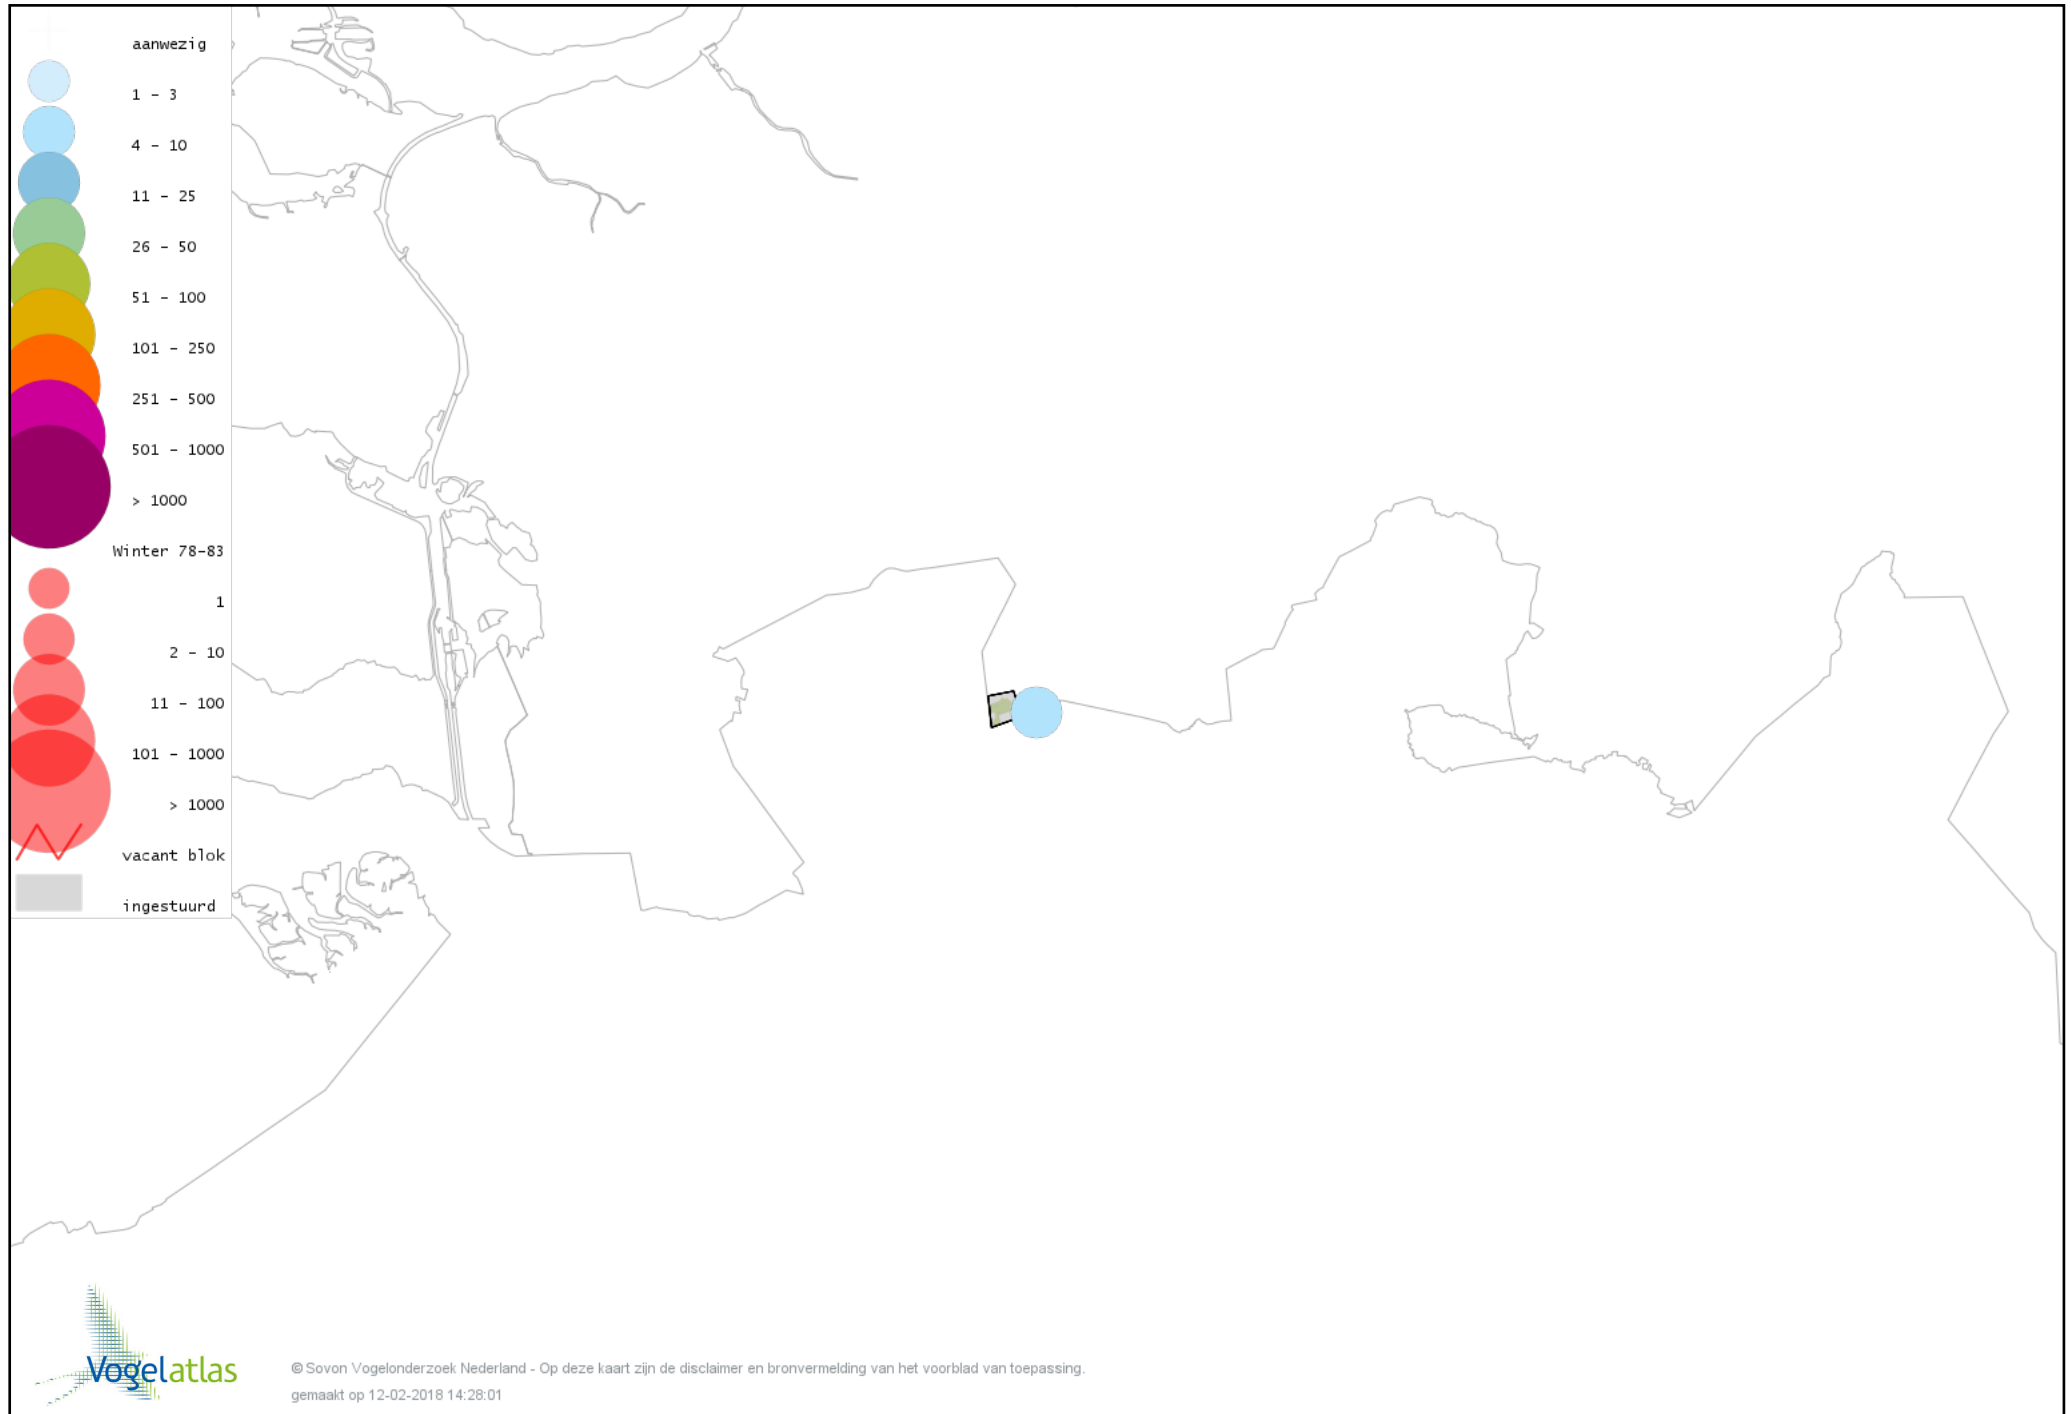 aanwezig
1 - 3
4 - 10
11 - 25
26 - 50
51 - 100
101 - 250
251 - 500
501 - 1000
> 1000
Winter 78-83
1
2 - 10
11 - 100
101 - 1000
> 1000
vacant blok
ingestuurd
Vogelatlas
© Sovon Vogelonderzoek Nederland - Op deze kaart zijn de disclaimer en bronvermelding van het voorblad van toepassing.
gemaakt op 12-02-2018 14:28:01